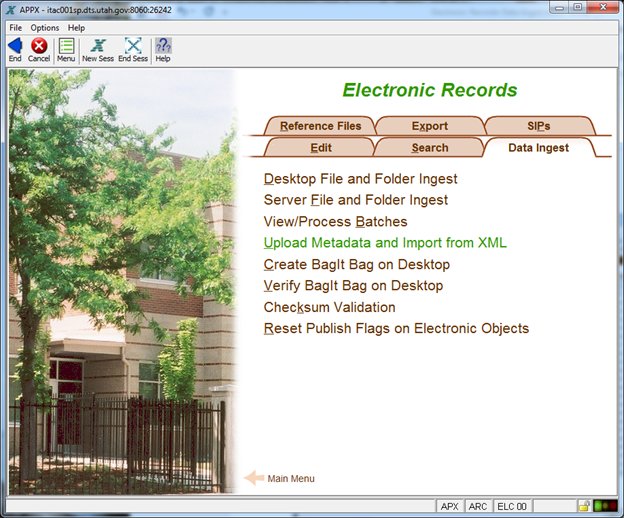 APPX - itac001sp.dts.utah.gov:8060:26242
File Options Help
End Cancel Menu New Sess End Sess Help
Electronic Records
Reference Files Export SIPs
Edit Search Data Ingest
Desktop File and Folder Ingest
Server File and Folder Ingest
View/Process Batches
Upload Metadata and Import from XML
Create BagIt Bag on Desktop
Verify BagIt Bag on Desktop
Checksum Validation
Reset Publish Flags on Electronic Objects
Main Menu
APX ARC ELC 00